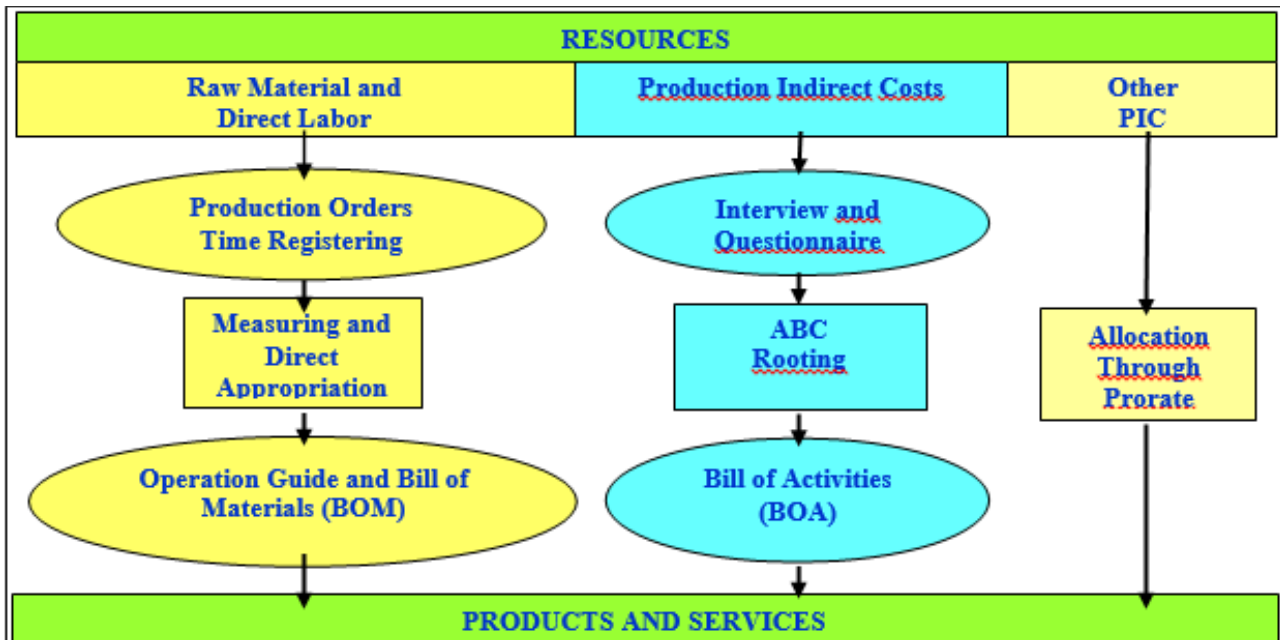 RESOURCES
Raw Material and
Direct Labor
Production Indirect Costs
Other
PIC
Production Orders
Time Registering
Interview and
Questionnaire
Measuring and
Direct
Appropriation
ABC
Rooting
Allocation
Through
Prorate
Operation Guide and Bill of
Materials (BOM)
Bill of Activities
(BOA)
PRODUCTS AND SERVICES